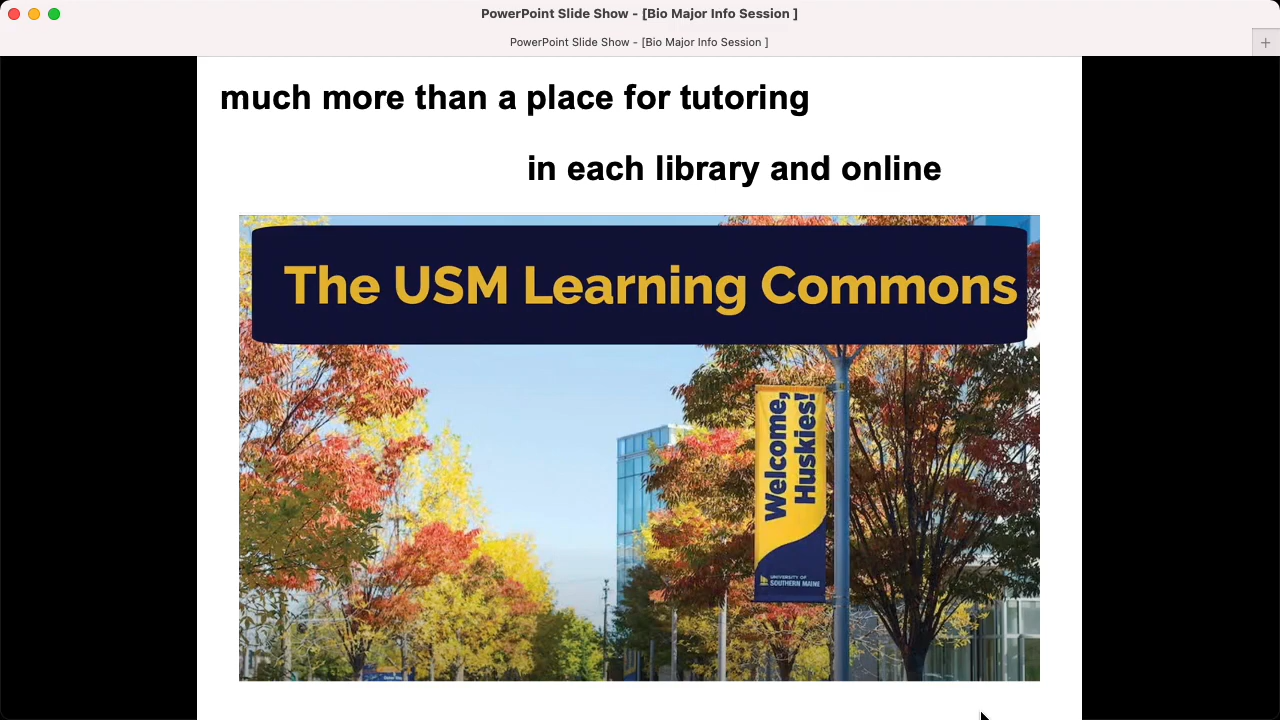 PowerPoint Slide Show - [Bio Major Info Session ]
PowerPoint Slide Show - [Bio Major Info Session ]
much more than a place for tutoring
in each library and online
The USM Learning Commons
Welcome,
Huskies!
UNIVERSITY OF
SOUTHERN MAINE